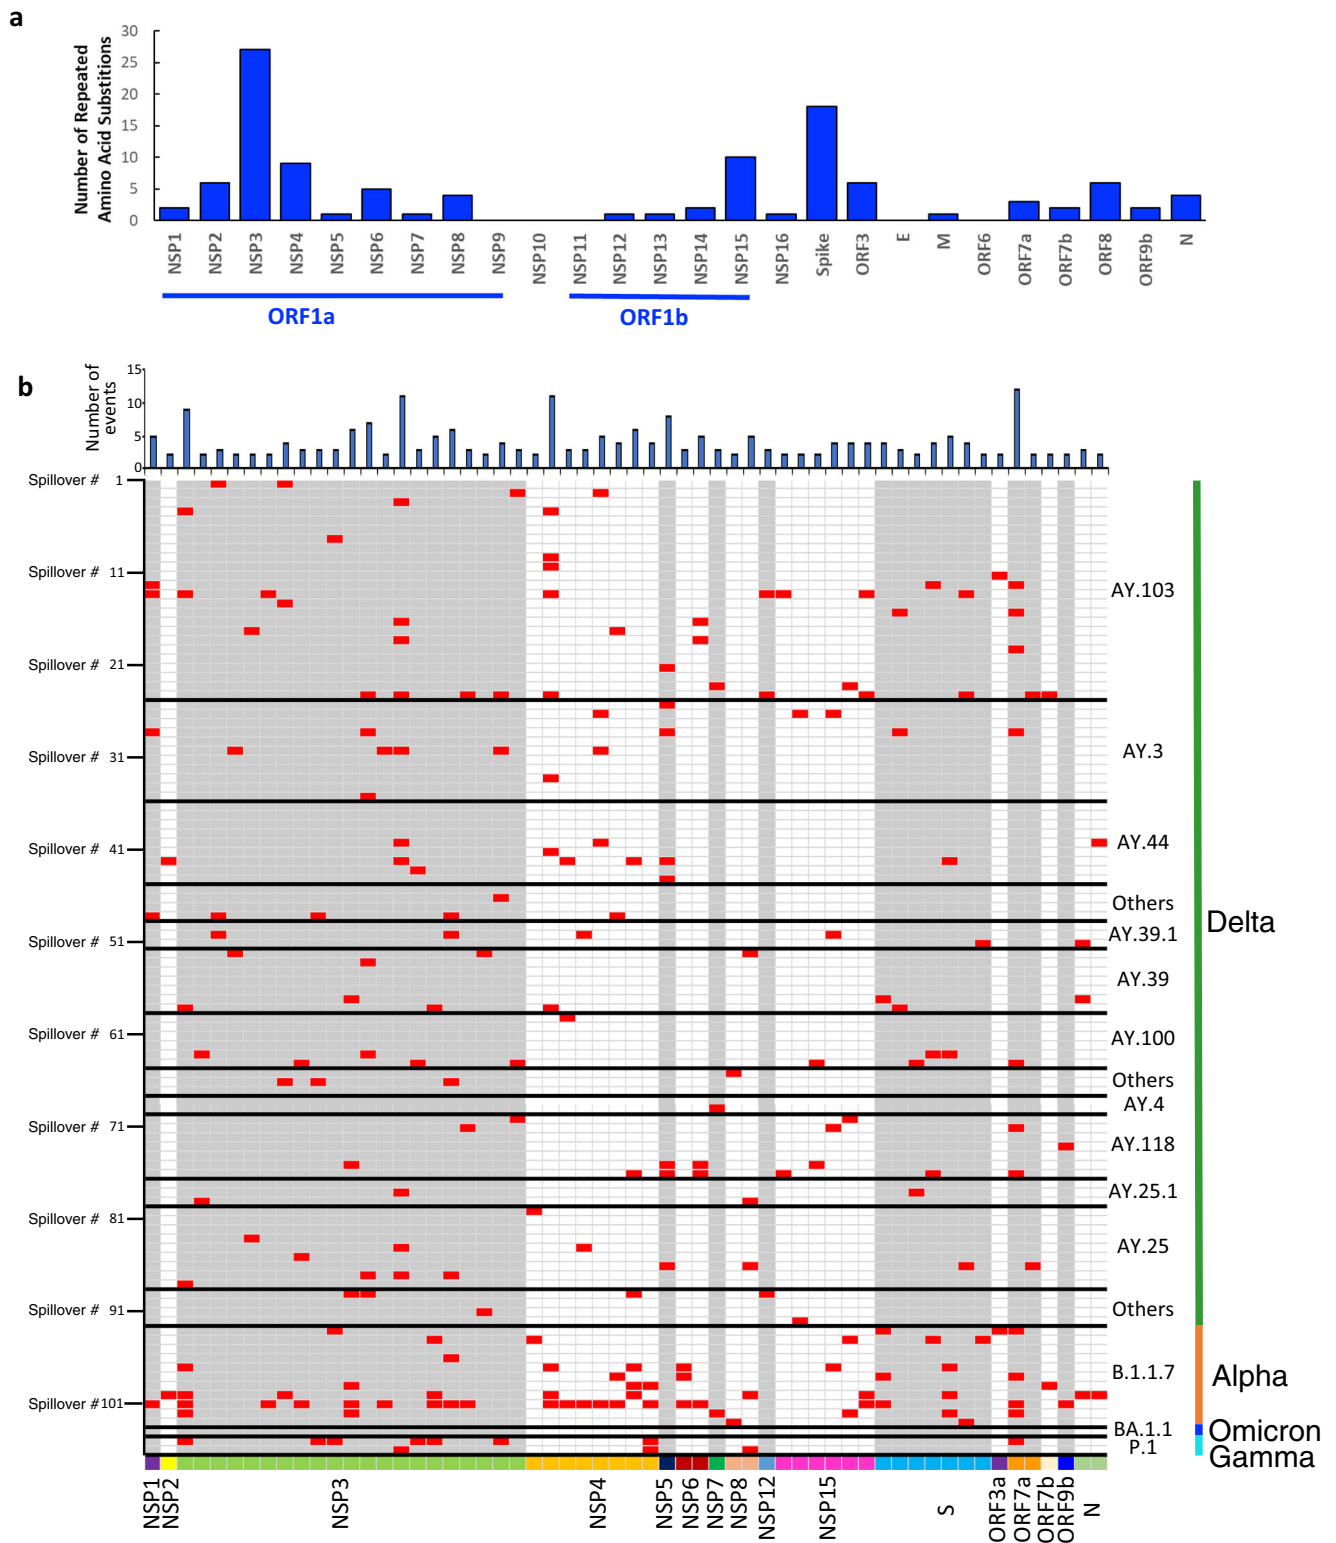 a
Number of Repeated
Amino Acid Substitions
30
25
20
15
10
5
0
NSP1
NSP2
NSP3
NSP4
NSP5
NSP6
NSP7
NSP8
NSP9
NSP10
NSP11
NSP12
NSP13
NSP14
NSP15
NSP16
Spike
ORF3
E
M
ORF6
ORF7a
ORF7b
ORF8
ORF9b
N
ORF1a
ORF1b
b
Number of
events
15
10
5
0
Spillover # 1
Spillover # 11
Spillover # 21
Spillover # 31
Spillover # 41
Spillover # 51
Spillover # 61
Spillover # 71
Spillover # 81
Spillover # 91
Spillover #101
AY.103
AY.3
AY.44
Others
AY.39.1
AY.39
AY.100
Others
AY.4
AY.118
AY.25.1
AY.25
Others
B.1.1.7
BA.1.1
P.1
Delta
Alpha
Omicron
Gamma
NSP1
NSP2
NSP3
NSP4
NSP5
NSP6
NSP7
NSP8
NSP12
NSP15
S
ORF3a
ORF7a
ORF7b
ORF9b
N